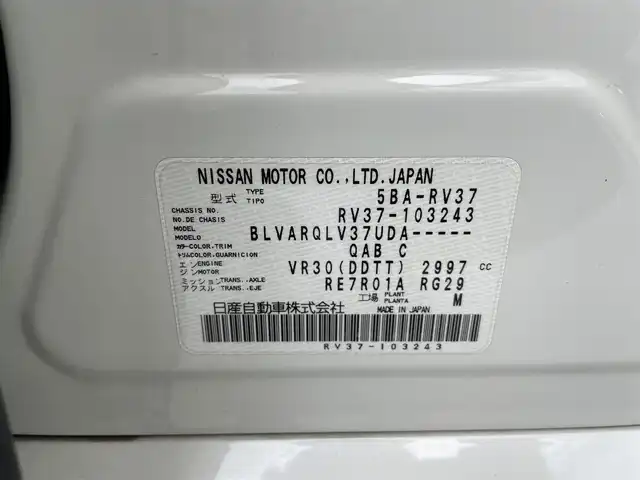 NISSAN MOTOR CO.,LTD.JAPAN
型式 TYPE TIPO 5BA-RV37
CHASSIS NO. NO.DE CHASIS RV37-103243
MODEL MODELO BLVARQLV37UDA-----
カラー COLOR,TRIM トリム COLOR,GUARNICION QAB C
エンジン ENGINE MOTOR VR30(DDTT) 2997 cc
ミッション アクスル TRANS.,AXLE TRANS.,EJE RE7R01A RG29
工場 PLANT PLANTA M
日産自動車株式会社 MADE IN JAPAN
RV37-103243